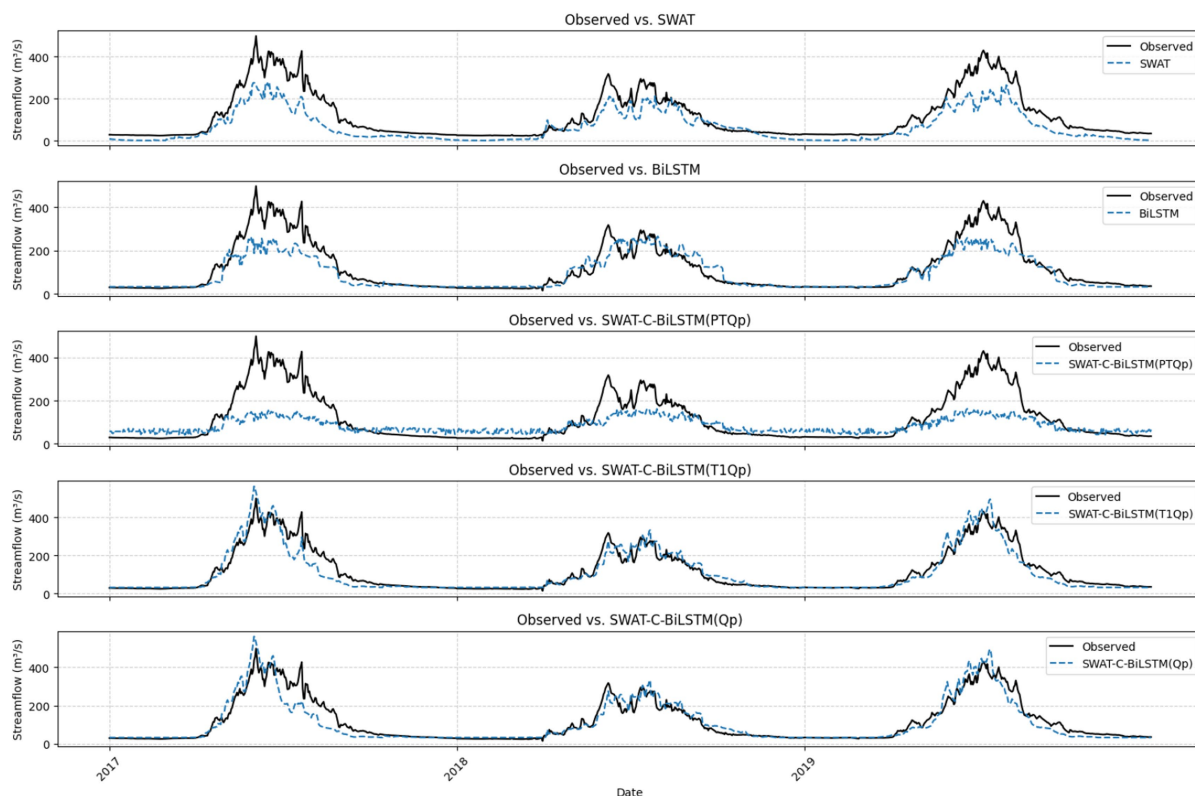 Observed vs. SWAT
Streamflow (m³/s)
400
200
0
Observed
SWAT
Observed vs. BiLSTM
Streamflow (m³/s)
400
200
0
Observed
BiLSTM
Observed vs. SWAT-C-BiLSTM(PTQp)
Streamflow (m³/s)
400
200
0
Observed
SWAT-C-BiLSTM(PTQp)
Observed vs. SWAT-C-BiLSTM(T1Qp)
Streamflow (m³/s)
400
200
0
Observed
SWAT-C-BiLSTM(T1Qp)
Observed vs. SWAT-C-BiLSTM(Qp)
Streamflow (m³/s)
400
200
0
Observed
SWAT-C-BiLSTM(Qp)
2017
2018
2019
Date